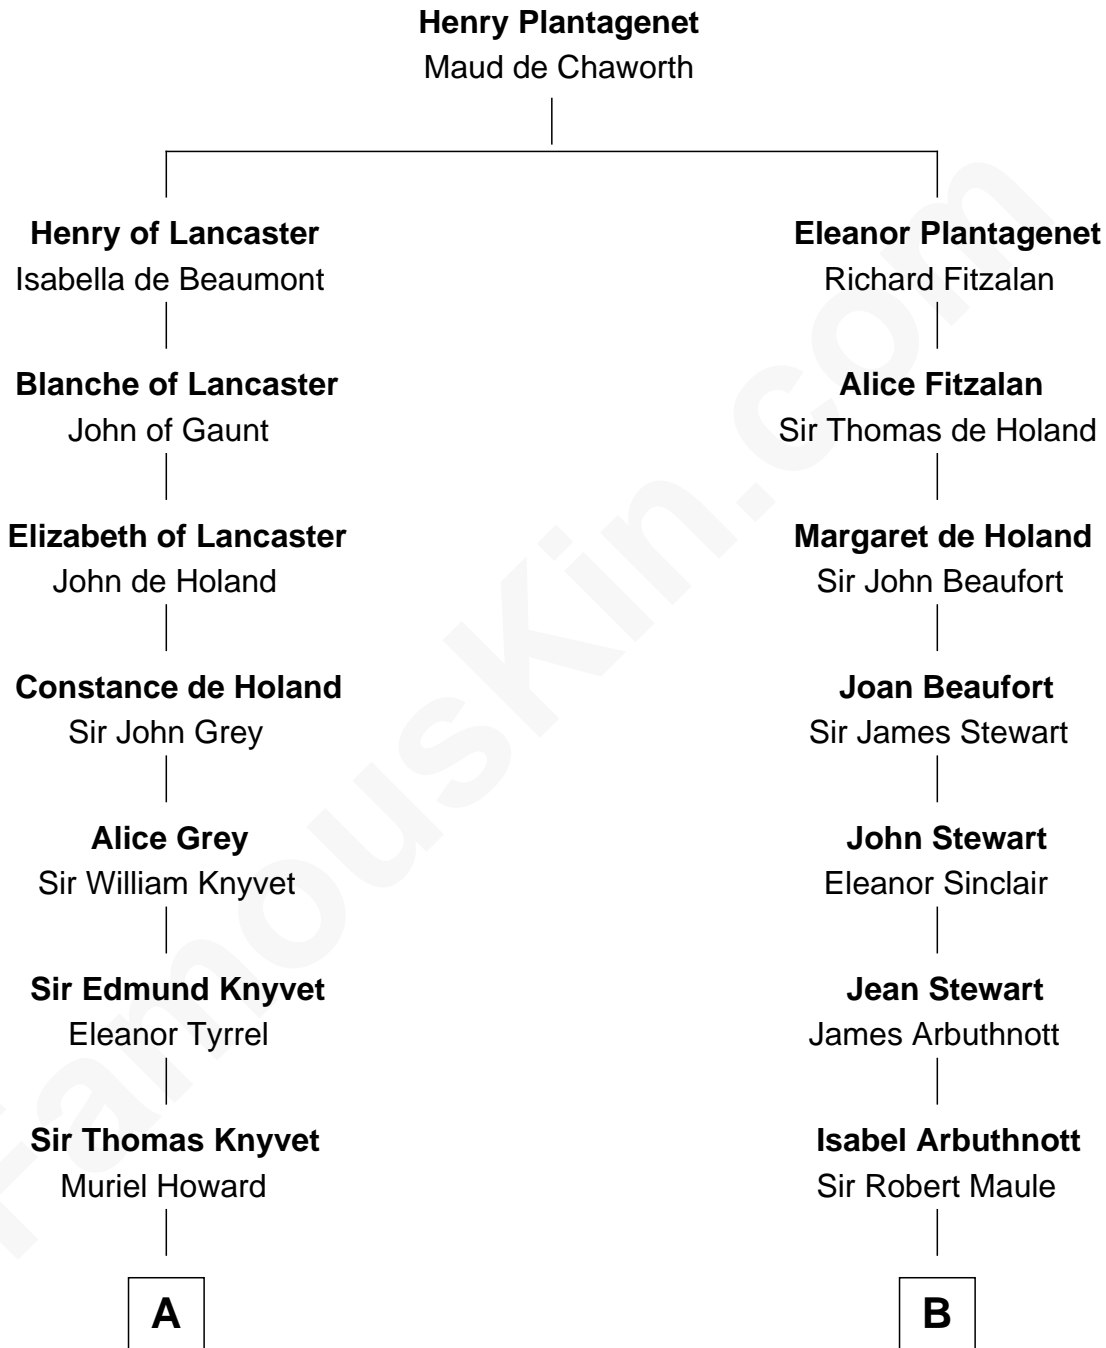 Henry Plantagenet
Maud de Chaworth
Henry of Lancaster
Isabella de Beaumont
Eleanor Plantagenet
Richard Fitzalan
Blanche of Lancaster
John of Gaunt
Alice Fitzalan
Sir Thomas de Holand
Elizabeth of Lancaster
John de Holand
Margaret de Holand
Sir John Beaufort
Constance de Holand
Sir John Grey
Joan Beaufort
Sir James Stewart
Alice Grey
Sir William Knyvet
John Stewart
Eleanor Sinclair
Sir Edmund Knyvet
Eleanor Tyrrel
Jean Stewart
James Arbuthnott
Sir Thomas Knyvet
Muriel Howard
Isabel Arbuthnott
Sir Robert Maule
A
B
FamousKin.com